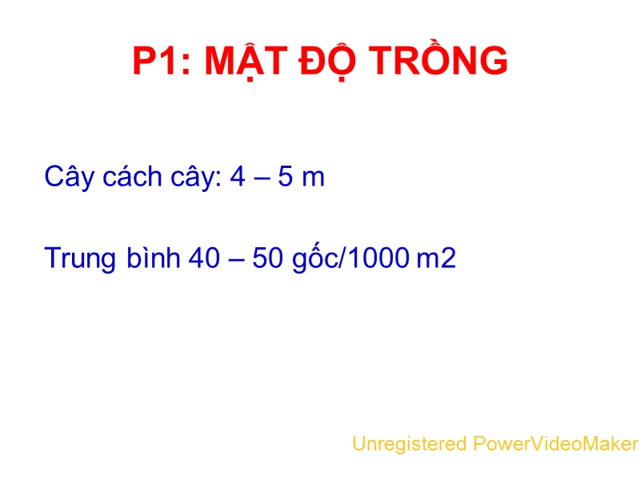 P1: MẬT ĐỘ TRỒNG
Cây cách cây: 4 – 5 m
Trung bình 40 – 50 gốc/1000 m2
Unregistered PowerVideoMaker